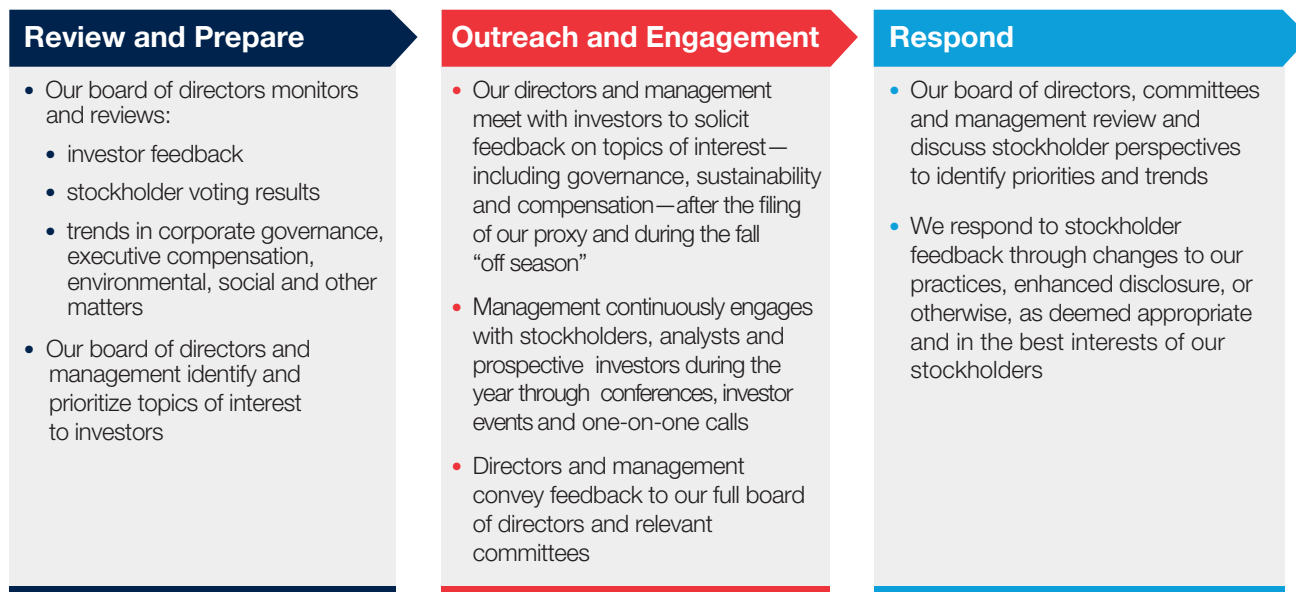 Review and Prepare
• Our board of directors monitors
and reviews:
• investor feedback
• stockholder voting results
• trends in corporate governance,
executive compensation,
environmental, social and other
matters
• Our board of directors and
management identify and
prioritize topics of interest
to investors
Outreach and Engagement
• Our directors and management
meet with investors to solicit
feedback on topics of interest—
including governance, sustainability
and compensation—after the filing
of our proxy and during the fall
“off season”
• Management continuously engages
with stockholders, analysts and
prospective investors during the
year through conferences, investor
events and one-on-one calls
• Directors and management
convey feedback to our full board
of directors and relevant
committees
Respond
• Our board of directors, committees
and management review and
discuss stockholder perspectives
to identify priorities and trends
• We respond to stockholder
feedback through changes to our
practices, enhanced disclosure, or
otherwise, as deemed appropriate
and in the best interests of our
stockholders